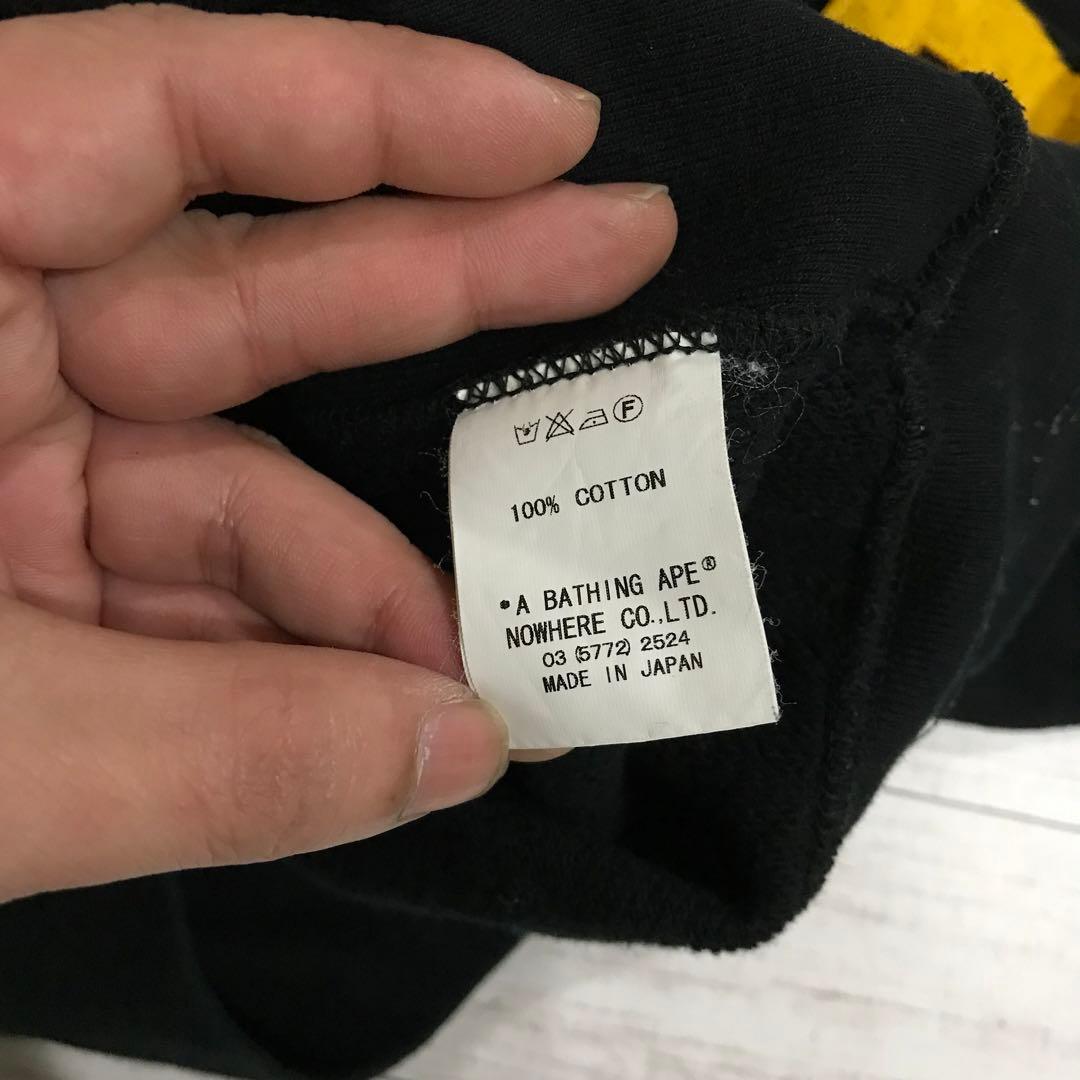 F
100% COTTON
*A BATHING APE®
NOWHERE CO.,LTD.
03 (5772) 2524
MADE IN JAPAN